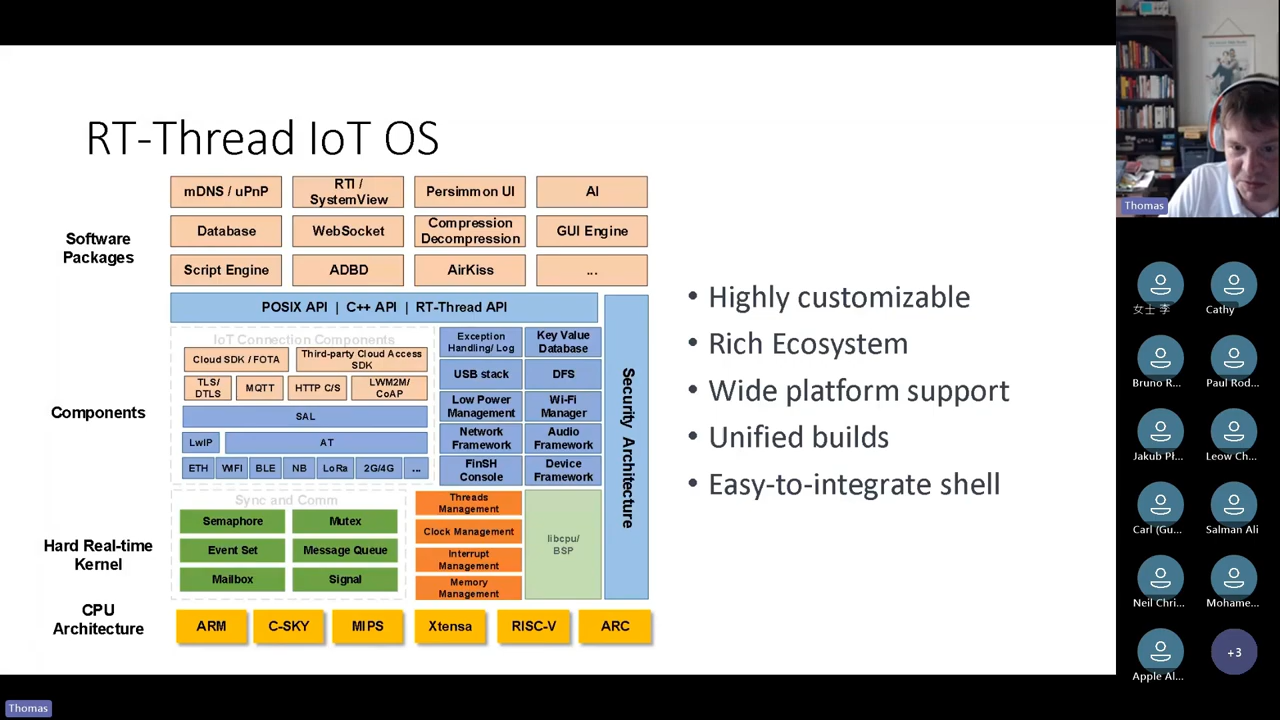 RT-Thread IoT OS
mDNS / uPnP
RTI /
SystemView
Persimmon UI
AI
Software
Packages
Database
WebSocket
Compression
Decompression
GUI Engine
Script Engine
ADBD
AirKiss
...
POSIX API | C++ API | RT-Thread API
Components
IoT Connection Components
Cloud SDK / FOTA
Third-party Cloud Access
SDK
TLS/
DTLS
MQTT
HTTP C/S
LWM2M/
CoAP
SAL
LwIP
AT
ETH
WIFI
BLE
NB
LoRa
2G/4G
...
Exception
Handling/ Log
Key Value
Database
USB stack
DFS
Low Power
Management
Wi-Fi
Manager
Network
Framework
Audio
Framework
FinSH
Console
Device
Framework
Security Architecture
Hard Real-time
Kernel
Sync and Comm
Semaphore
Mutex
Event Set
Message Queue
Mailbox
Signal
Threads
Management
Clock Management
Interrupt
Management
Memory
Management
libcpu/
BSP
CPU
Architecture
ARM
C-SKY
MIPS
Xtensa
RISC-V
ARC
• Highly customizable
• Rich Ecosystem
• Wide platform support
• Unified builds
• Easy-to-integrate shell
Thomas
女士 李
Cathy
Bruno R...
Paul Rod...
Jakub Pł...
Leow Ch...
Carl (Gu...
Salman Ali
Neil Chri...
Mohame...
Apple Al...
+3
Thomas